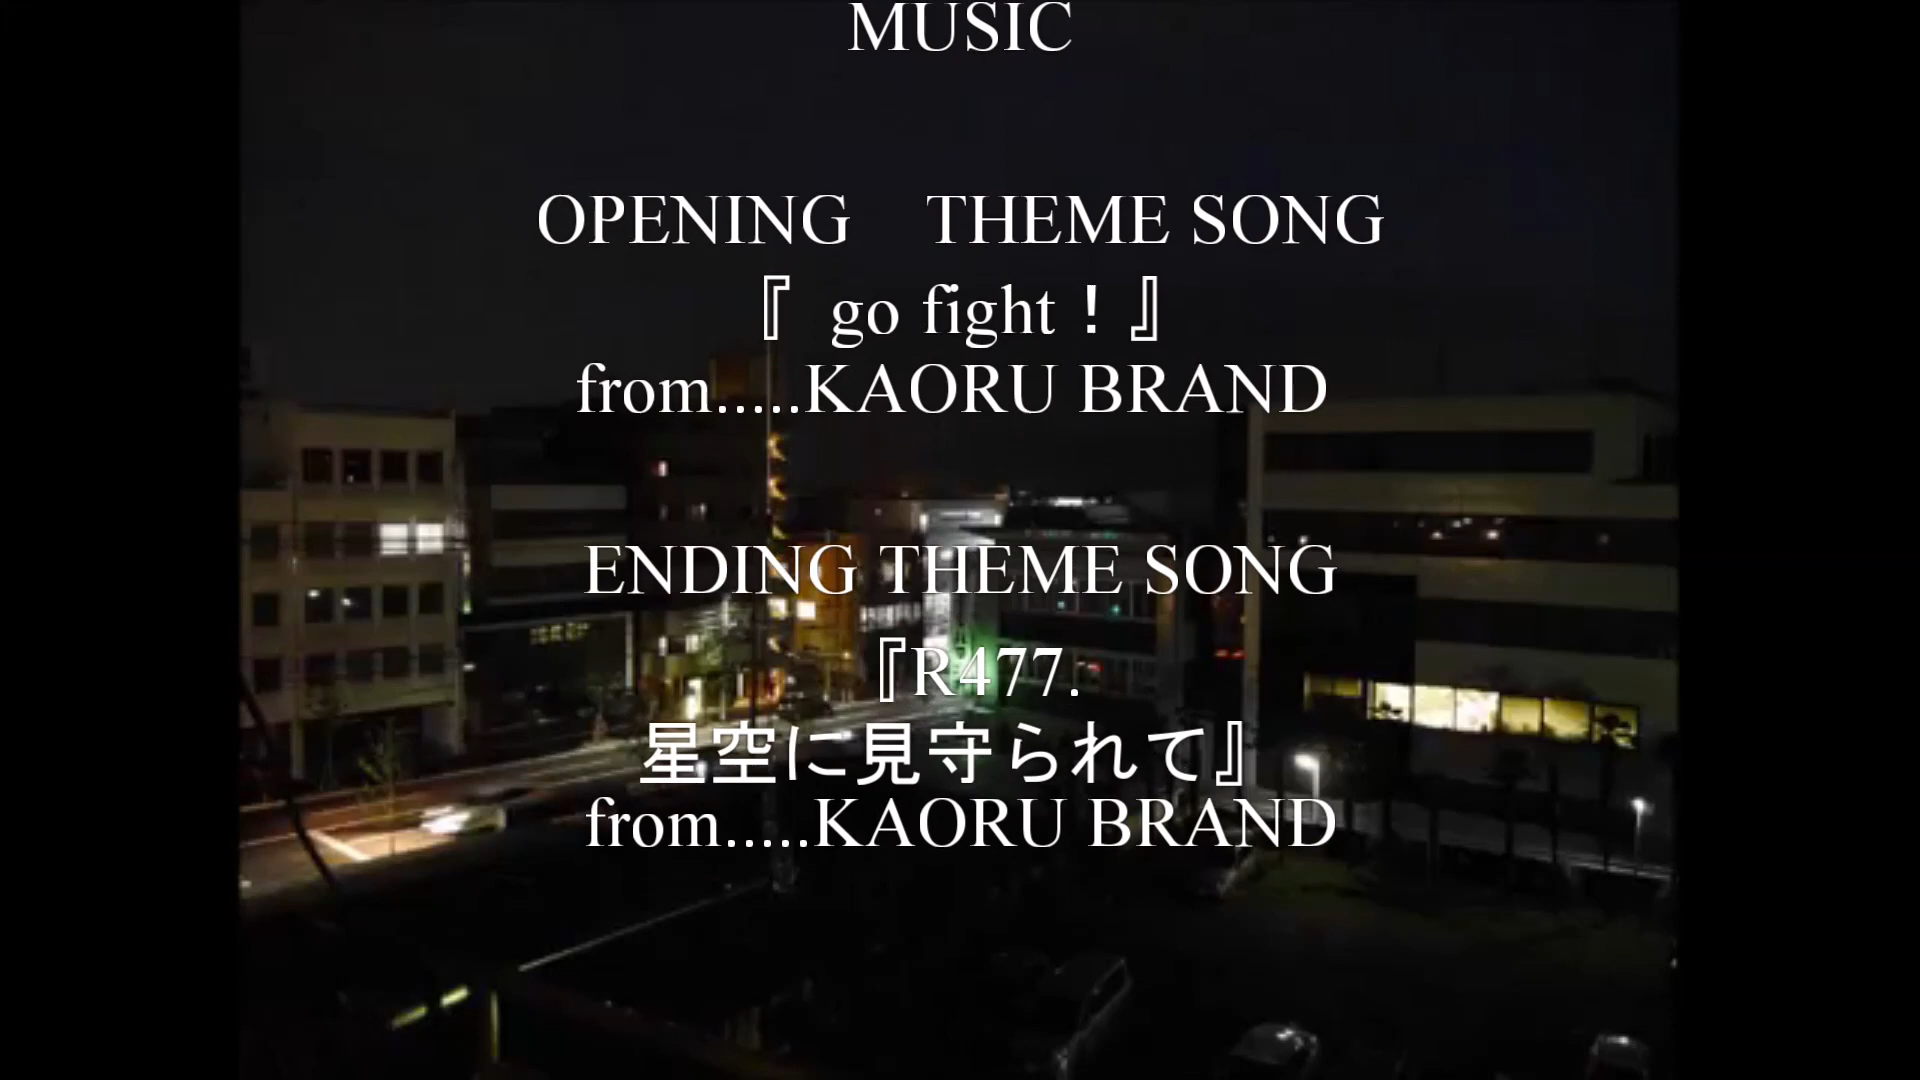 MUSIC
OPENING　THEME SONG
『 go fight！』
from.....KAORU BRAND
ENDING THEME SONG
『R477.
星空に見守られて』
from.....KAORU BRAND